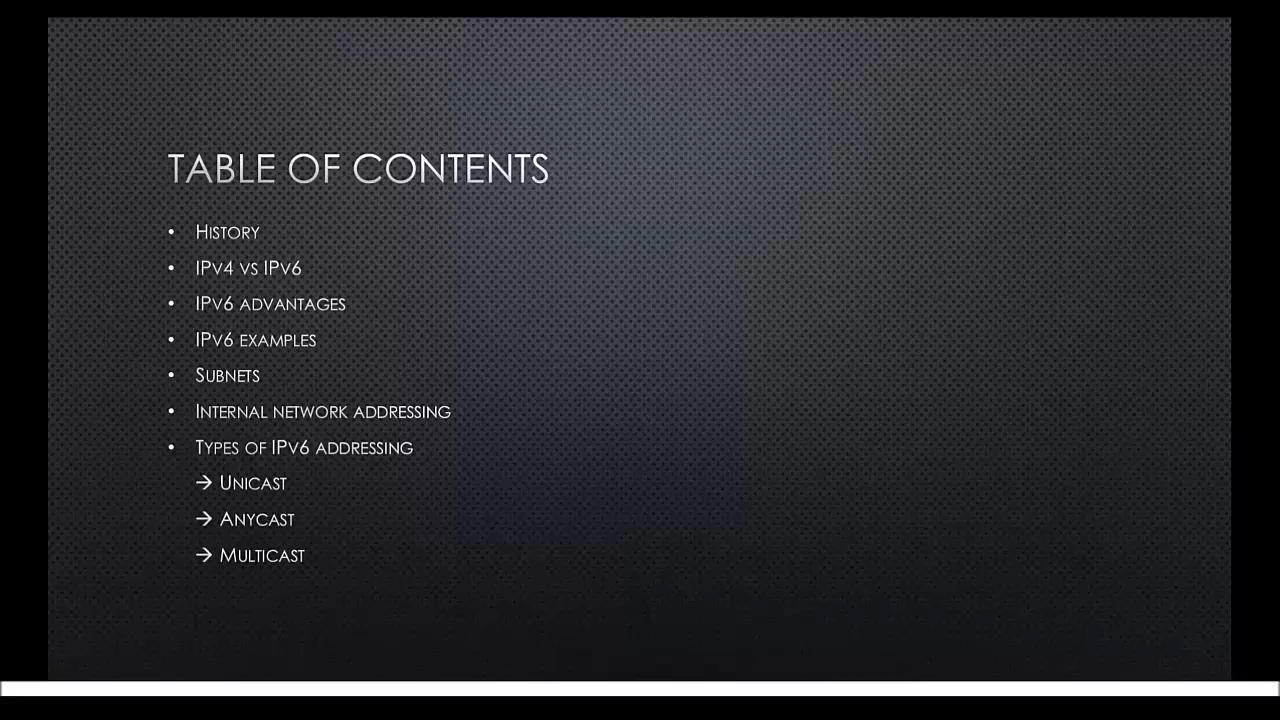 TABLE OF CONTENTS
• HISTORY
• IPV4 VS IPV6
• IPV6 ADVANTAGES
• IPV6 EXAMPLES
• SUBNETS
• INTERNAL NETWORK ADDRESSING
• TYPES OF IPV6 ADDRESSING
→ UNICAST
→ ANYCAST
→ MULTICAST